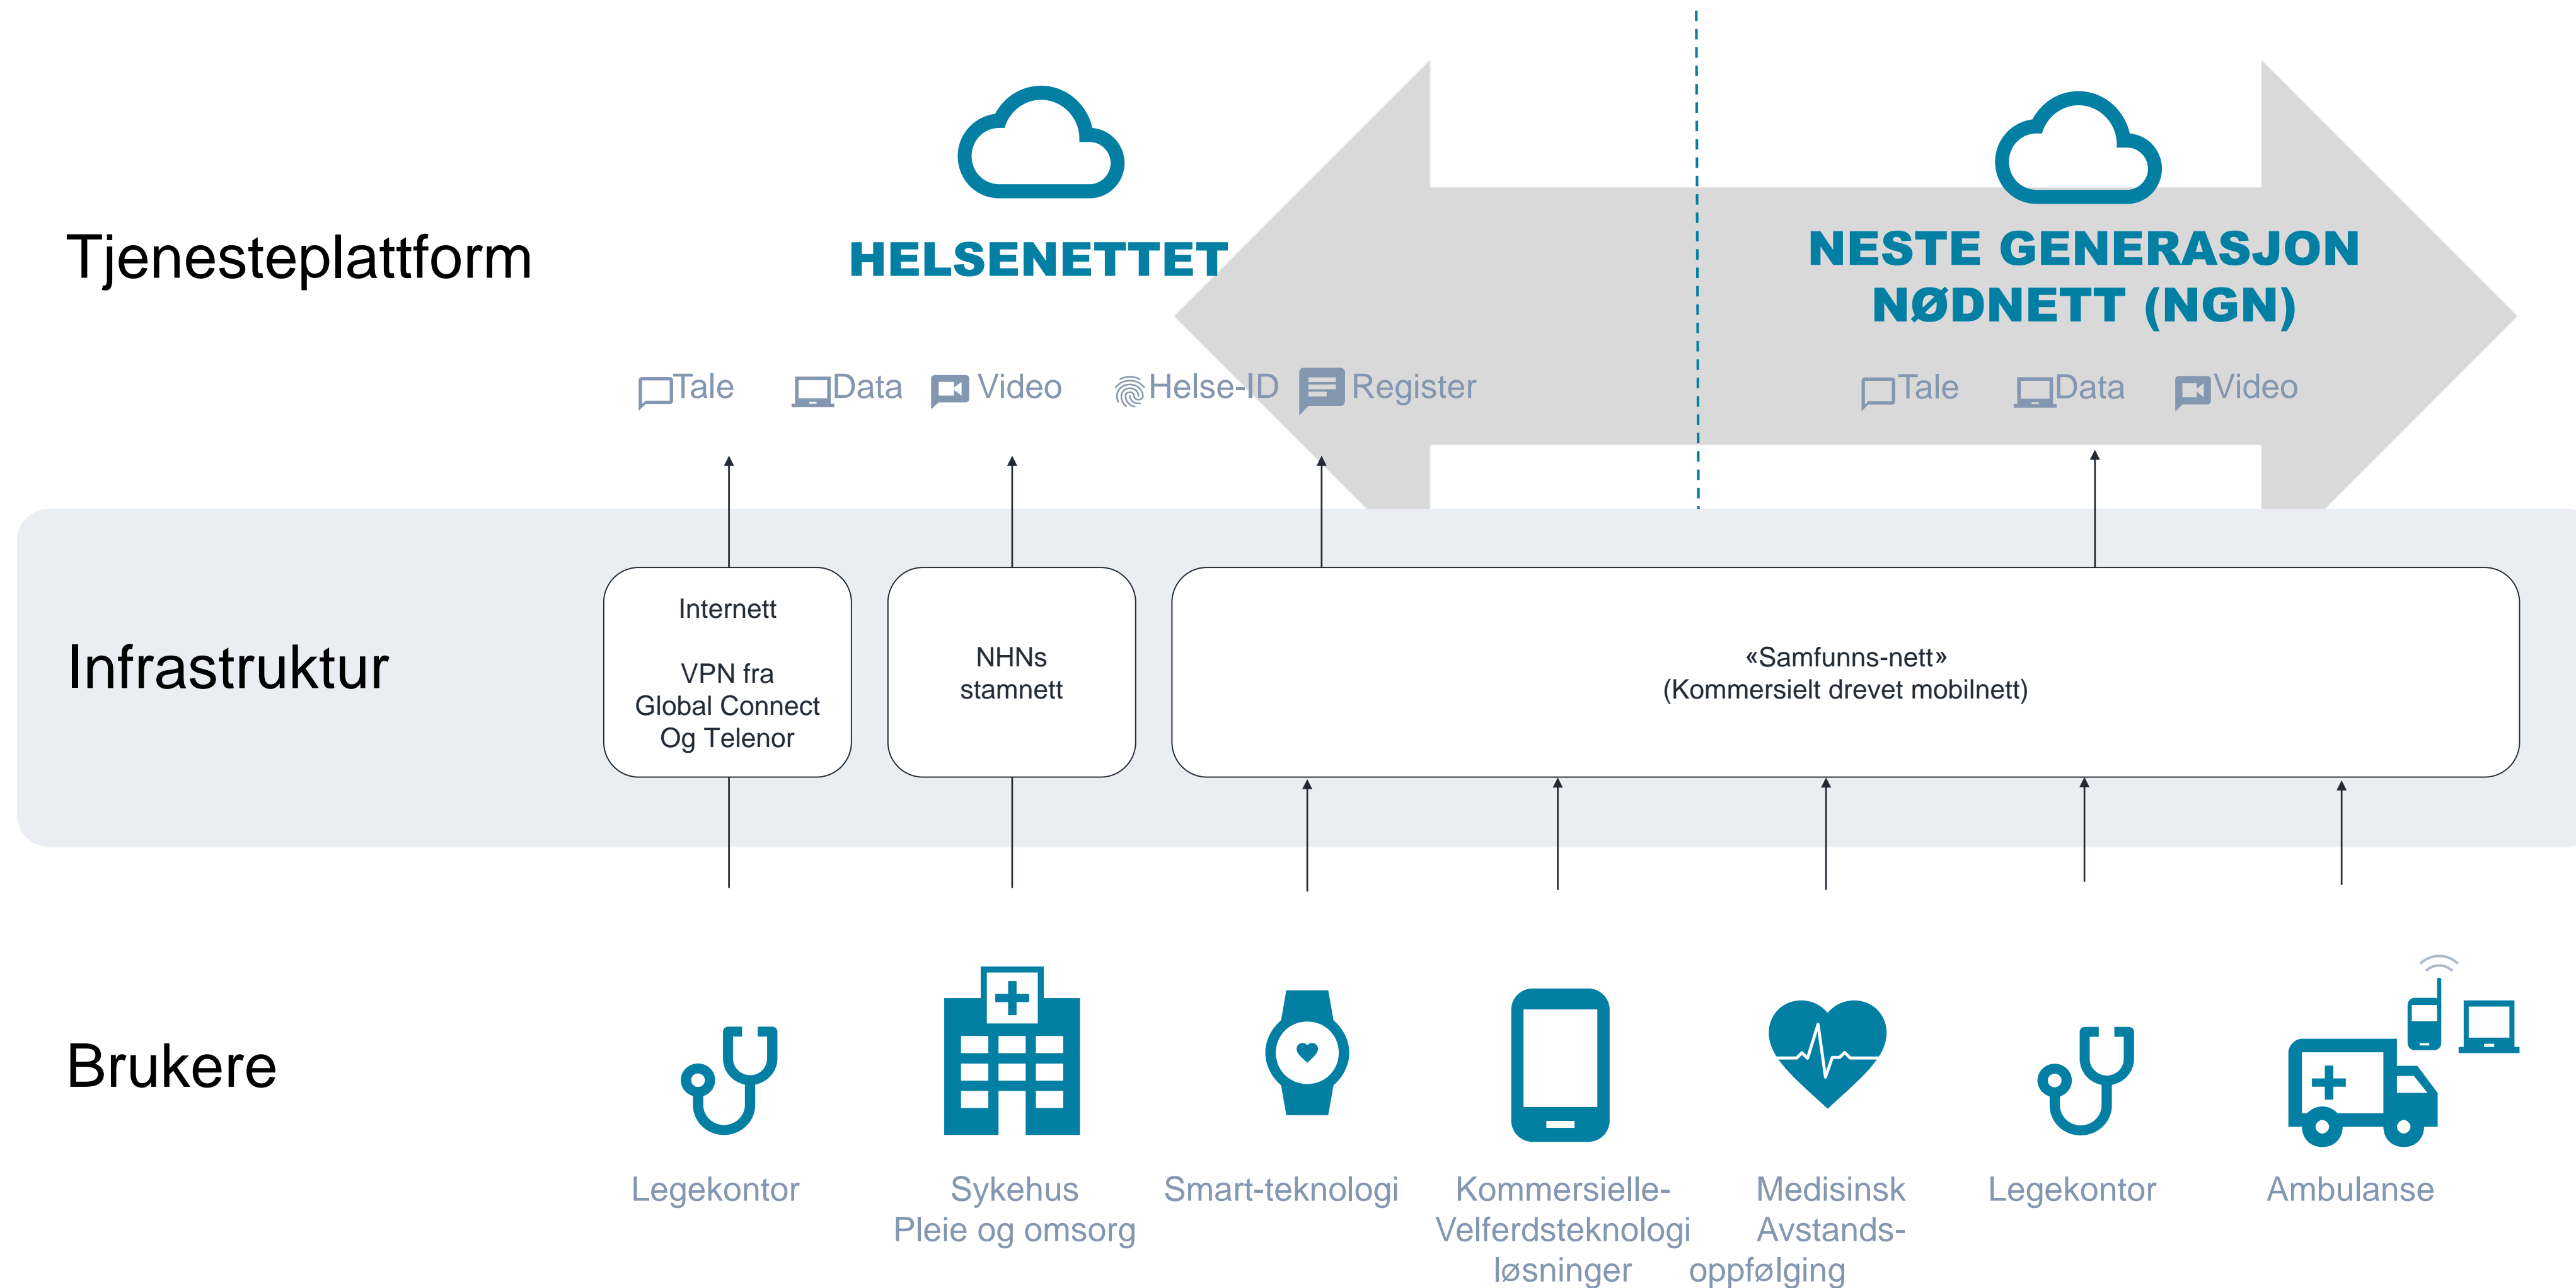 Tjenesteplattform
HELSENETTET
NESTE GENERASJON
NØDNETT (NGN)
Tale
Data
Video
Helse-ID
Register
Tale
Data
Video
Infrastruktur
Internett
VPN fra
Global Connect
Og Telenor
NHNs
stamnett
«Samfunns-nett»
(Kommersielt drevet mobilnett)
Brukere
Legekontor
Sykehus
Pleie og omsorg
Smart-teknologi
Kommersielle-
Velferdsteknologi
løsninger
Medisinsk
Avstands-
oppfølging
Legekontor
Ambulanse